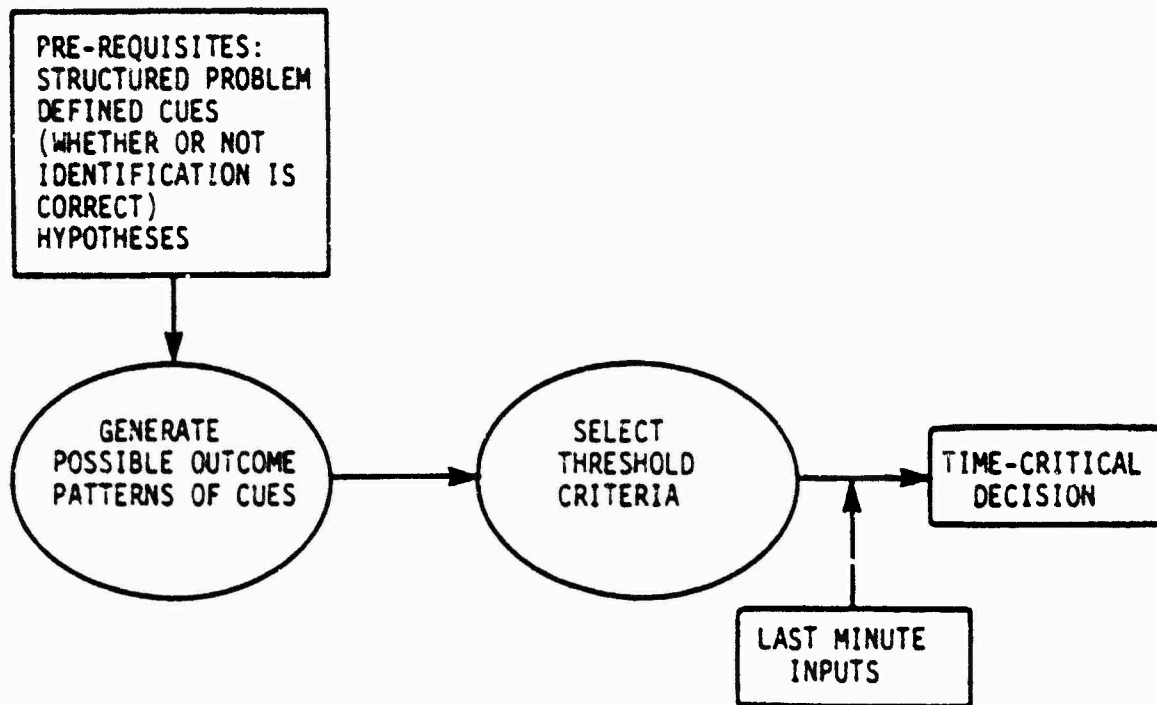 PRE-REQUISITES:
STRUCTURED PROBLEM
DEFINED CUES
(WHETHER OR NOT
IDENTIFICATION IS
CORRECT)
HYPOTHESES
GENERATE
POSSIBLE OUTCOME
PATTERNS OF CUES
SELECT
THRESHOLD
CRITERIA
TIME-CRITICAL
DECISION
LAST MINUTE
INPUTS